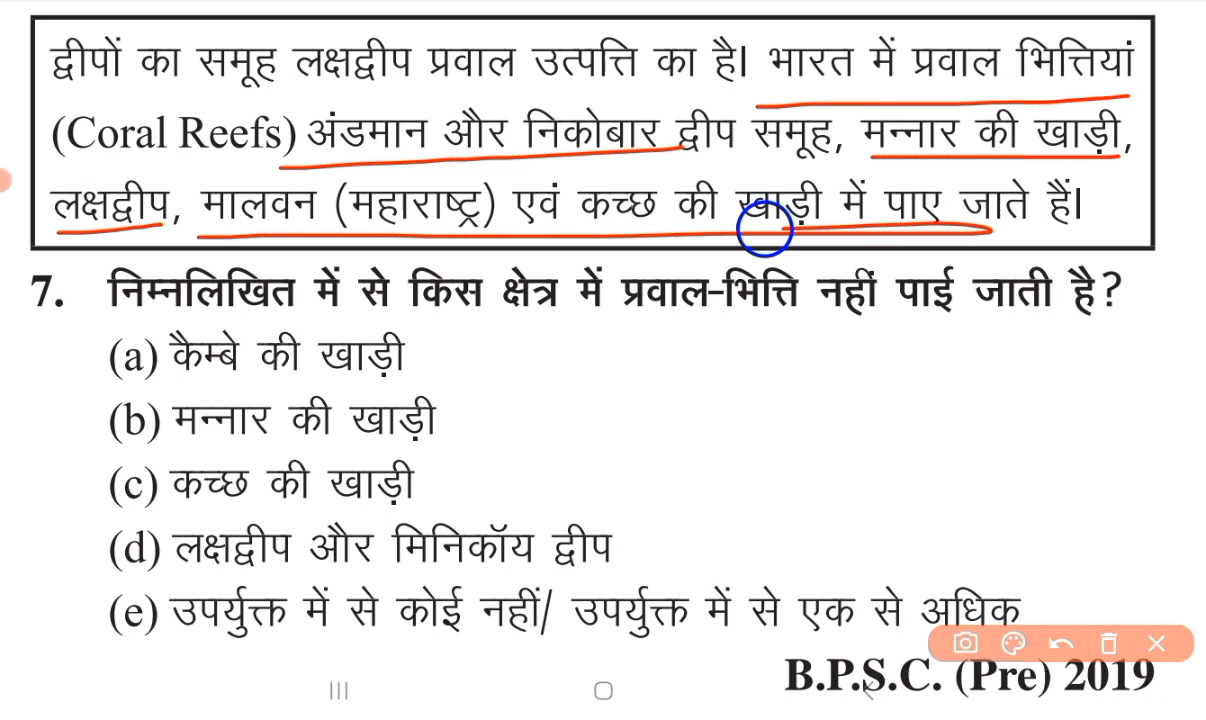 द्वीपों का समूह लक्षद्वीप प्रवाल उत्पत्ति का है। भारत में प्रवाल भित्तियां
(Coral Reefs) अंडमान और निकोबार द्वीप समूह, मन्नार की खाड़ी,
लक्षद्वीप, मालवन (महाराष्ट्र) एवं कच्छ की खाड़ी में पाए जाते हैं।
7. निम्नलिखित में से किस क्षेत्र में प्रवाल-भित्ति नहीं पाई जाती है?
(a) कैम्बे की खाड़ी
(b) मन्नार की खाड़ी
(c) कच्छ की खाड़ी
(d) लक्षद्वीप और मिनिकॉय द्वीप
(e) उपर्युक्त में से कोई नहीं/ उपर्युक्त में से एक से अधिक
B.P.S.C. (Pre) 2019